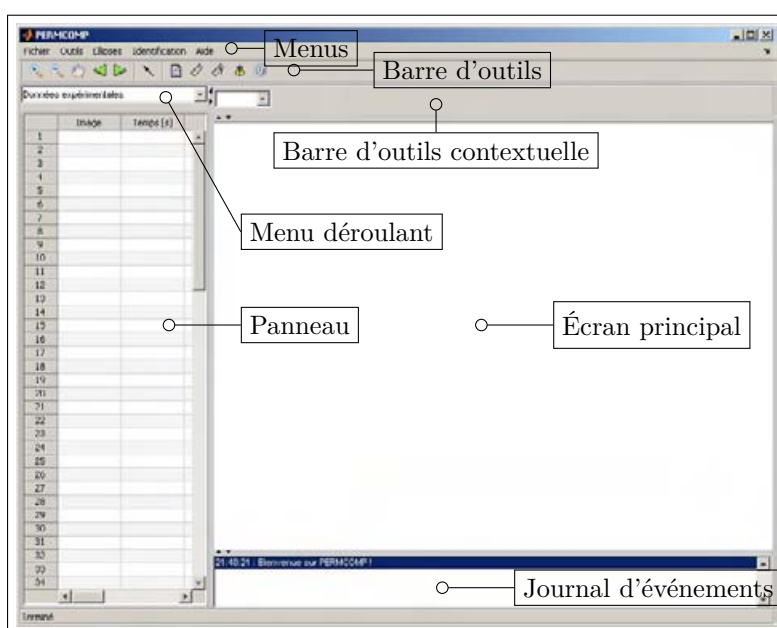 PERMCOMP
Fichier Outils Ellipses Identification Aide
Menus
Barre d'outils
Données expérimentales
Image Temps [s]
Barre d'outils contextuelle
Menu déroulant
Panneau
Écran principal
1
2
3
4
5
6
7
8
9
10
11
12
13
14
15
16
17
18
19
20
21
22
23
24
25
26
27
28
29
30
31
32
33
34
21:40:21 : Bienvenue sur PERMCOMP !
Journal d'événements
Terminé